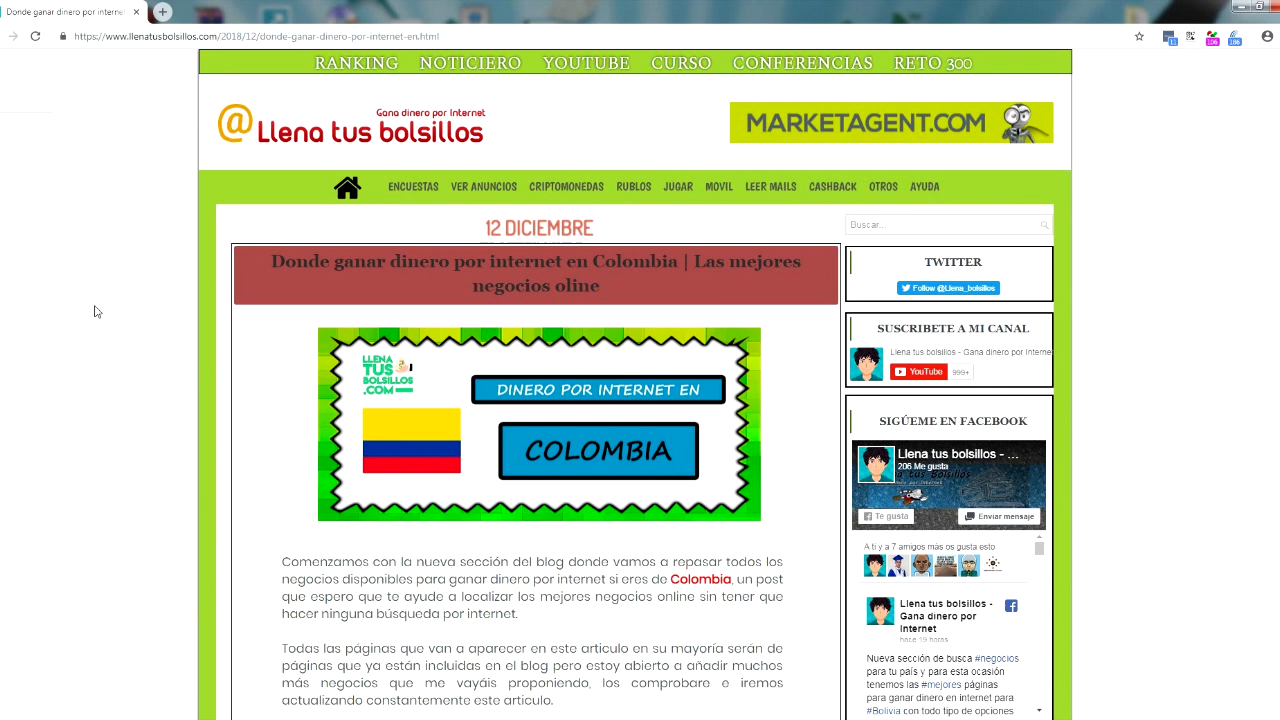 Donde ganar dinero por internet
https://www.llenatusbolsillos.com/2018/12/donde-ganar-dinero-por-internet-en.html
11
106
186
RANKING NOTICIERO YOUTUBE CURSO CONFERENCIAS RETO 300
Gana dinero por Internet
@Llena tus bolsillos
MARKETAGENT.COM
ENCUESTAS VER ANUNCIOS CRIPTOMONEDAS RUBLOS JUGAR MOVIL LEER MAILS CASHBACK OTROS AYUDA
12 DICIEMBRE
Buscar...
Donde ganar dinero por internet en Colombia | Las mejores
negocios oline
TWITTER
Follow @Llena_bolsillos
SUSCRIBETE A MI CANAL
Llena tus bolsillos - Gana dinero por Interne
YouTube 999+
LLENA
TUS
BOLSILLOS
.COM
DINERO POR INTERNET EN
COLOMBIA
SIGÚEME EN FACEBOOK
Llena tus bolsillos - ...
206 Me gusta
Te gusta
Enviar mensaje
A ti y a 7 amigos más os gusta esto
Comenzamos con la nueva sección del blog donde vamos a repasar todos los
negocios disponibles para ganar dinero por internet si eres de Colombia, un post
que espero que te ayude a localizar los mejores negocios online sin tener que
hacer ninguna búsqueda por internet.
Todas las páginas que van a aparecer en este articulo en su mayoría serán de
páginas que ya están incluidas en el blog pero estoy abierto a añadir muchos
más negocios que me vayáis proponiendo, los comprobare e iremos
actualizando constantemente este articulo.
Llena tus bolsillos -
Gana dinero por
Internet
hace 19 horas
Nueva sección de busca #negocios
para tu país y para esta ocasión
tenemos las #mejores páginas
para ganar dinero en internet para
#Bolivia con todo tipo de opciones